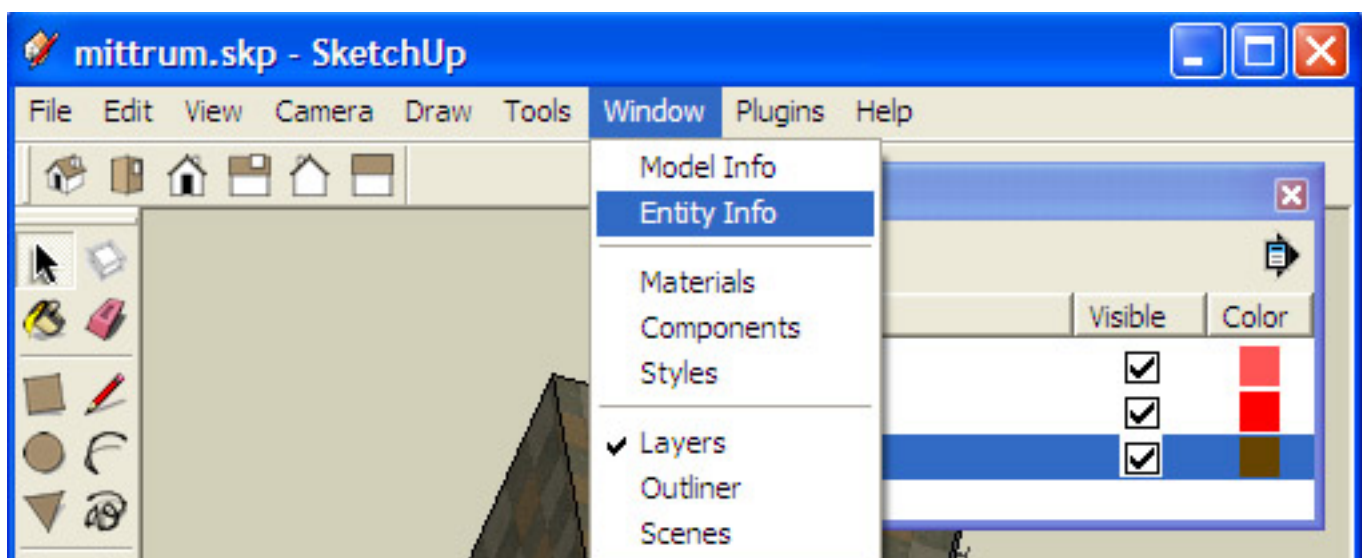 mittrum.skp - SketchUp
File Edit View Camera Draw Tools Window Plugins Help
Model Info
Entity Info
Materials
Components
Styles
Layers
Outliner
Scenes
Visible Color